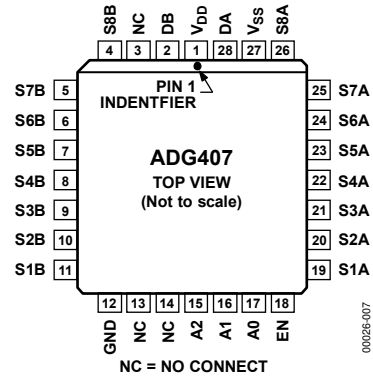 S8B NC DB VDD DA VSS S8A
4 3 2 1 28 27 26
PIN 1
INDENTFIER
S7B 5
S6B 6
S5B 7
S4B 8
S3B 9
S2B 10
S1B 11
ADG407
TOP VIEW
(Not to scale)
25 S7A
24 S6A
23 S5A
22 S4A
21 S3A
20 S2A
19 S1A
12 13 14 15 16 17 18
GND NC NC A2 A1 A0 EN
NC = NO CONNECT
00026-007